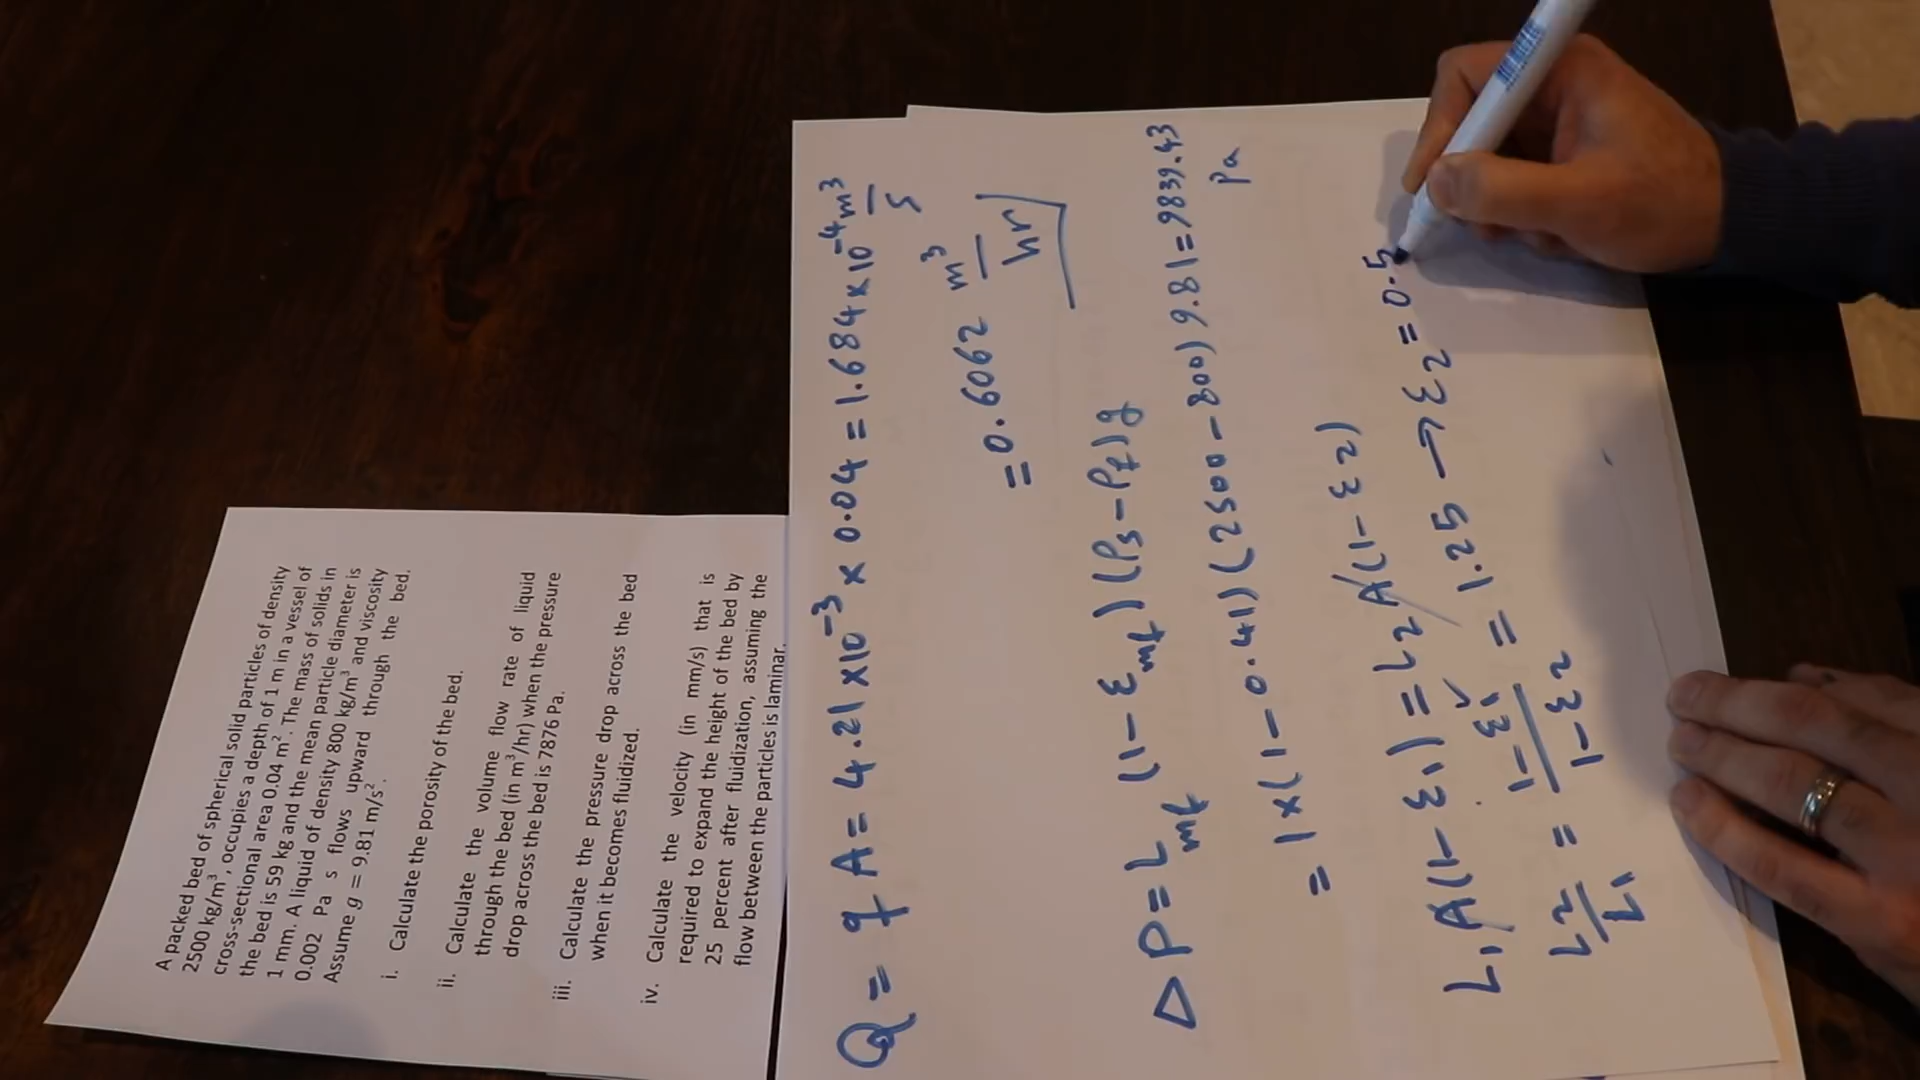 A packed bed of spherical solid particles of density
2500 kg/m³, occupies a depth of 1 m in a vessel of
cross-sectional area 0.04 m². The mass of solids in
the bed is 59 kg and the mean particle diameter is
1 mm. A liquid of density 800 kg/m³ and viscosity
0.002 Pa s flows upward through the bed.
Assume g = 9.81 m/s².
i. Calculate the porosity of the bed.
ii. Calculate the volume flow rate of liquid
through the bed (in m³/hr) when the pressure
drop across the bed is 7876 Pa.
iii. Calculate the pressure drop across the bed
when it becomes fluidized.
iv. Calculate the velocity (in mm/s) that is
required to expand the height of the bed by
25 percent after fluidization, assuming the
flow between the particles is laminar.
Q = q A = 4.21 x10⁻³ x 0.04 = 1.684 x 10⁻⁴ m³/s
= 0.6062 m³/hr
ΔP = L_mf (1 - ε_mf) (ρs - ρf) g
= 1 x (1 - 0.41) (2500 - 800) 9.81 = 9839.43 Pa
L₁ A (1 - ε₁) = L₂ A (1 - ε₂)
L₂/L₁ = (1 - ε₁)/(1 - ε₂) = 1.25 → ε₂ = 0.5